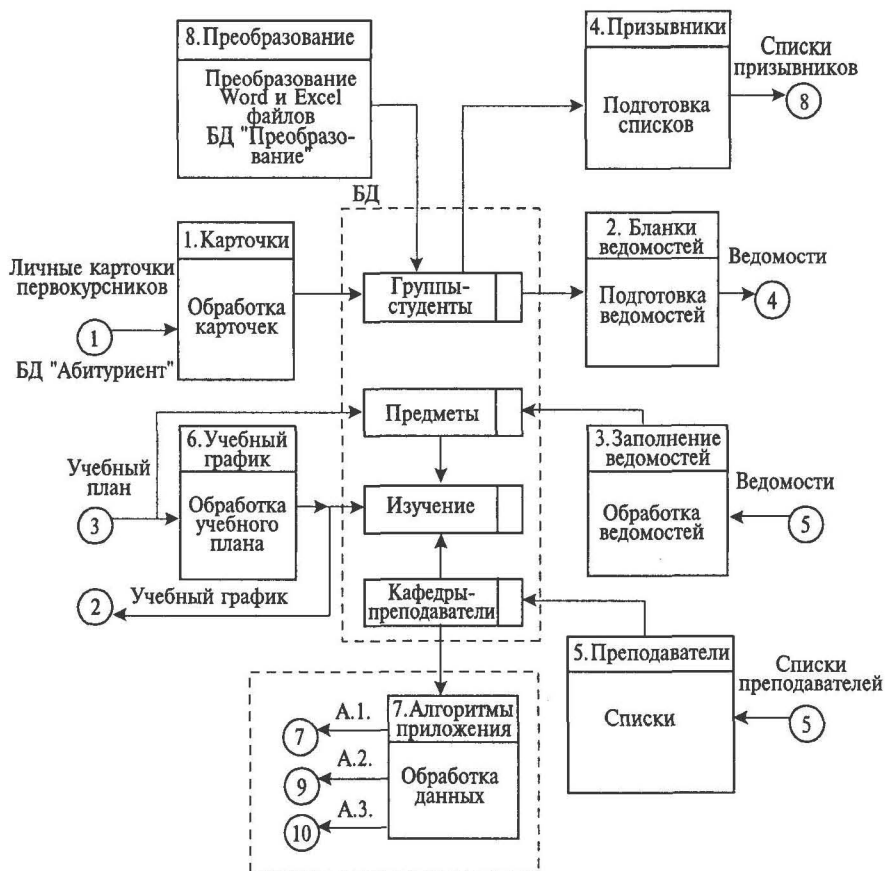 8.Преобразование
Преобразование
Word и Excel
файлов
БД "Преобразо-
вание"
4.Призывники
Подготовка
списков
Списки
призывников
8
БД
1.Карточки
Обработка
карточек
Личные карточки
первокурсников
1
БД "Абитуриент"
Группы-
студенты
2. Бланки
ведомостей
Подготовка
ведомостей
Ведомости
4
Предметы
6.Учебный
график
Обработка
учебного
плана
Учебный
план
3
Изучение
3.Заполнение
ведомостей
Обработка
ведомостей
Ведомости
5
2
Учебный график
Кафедры-
преподаватели
5.Преподаватели
Списки
Списки
преподавателей
5
7.Алгоритмы
приложения
Обработка
данных
А.1.
7
А.2.
9
А.3.
10